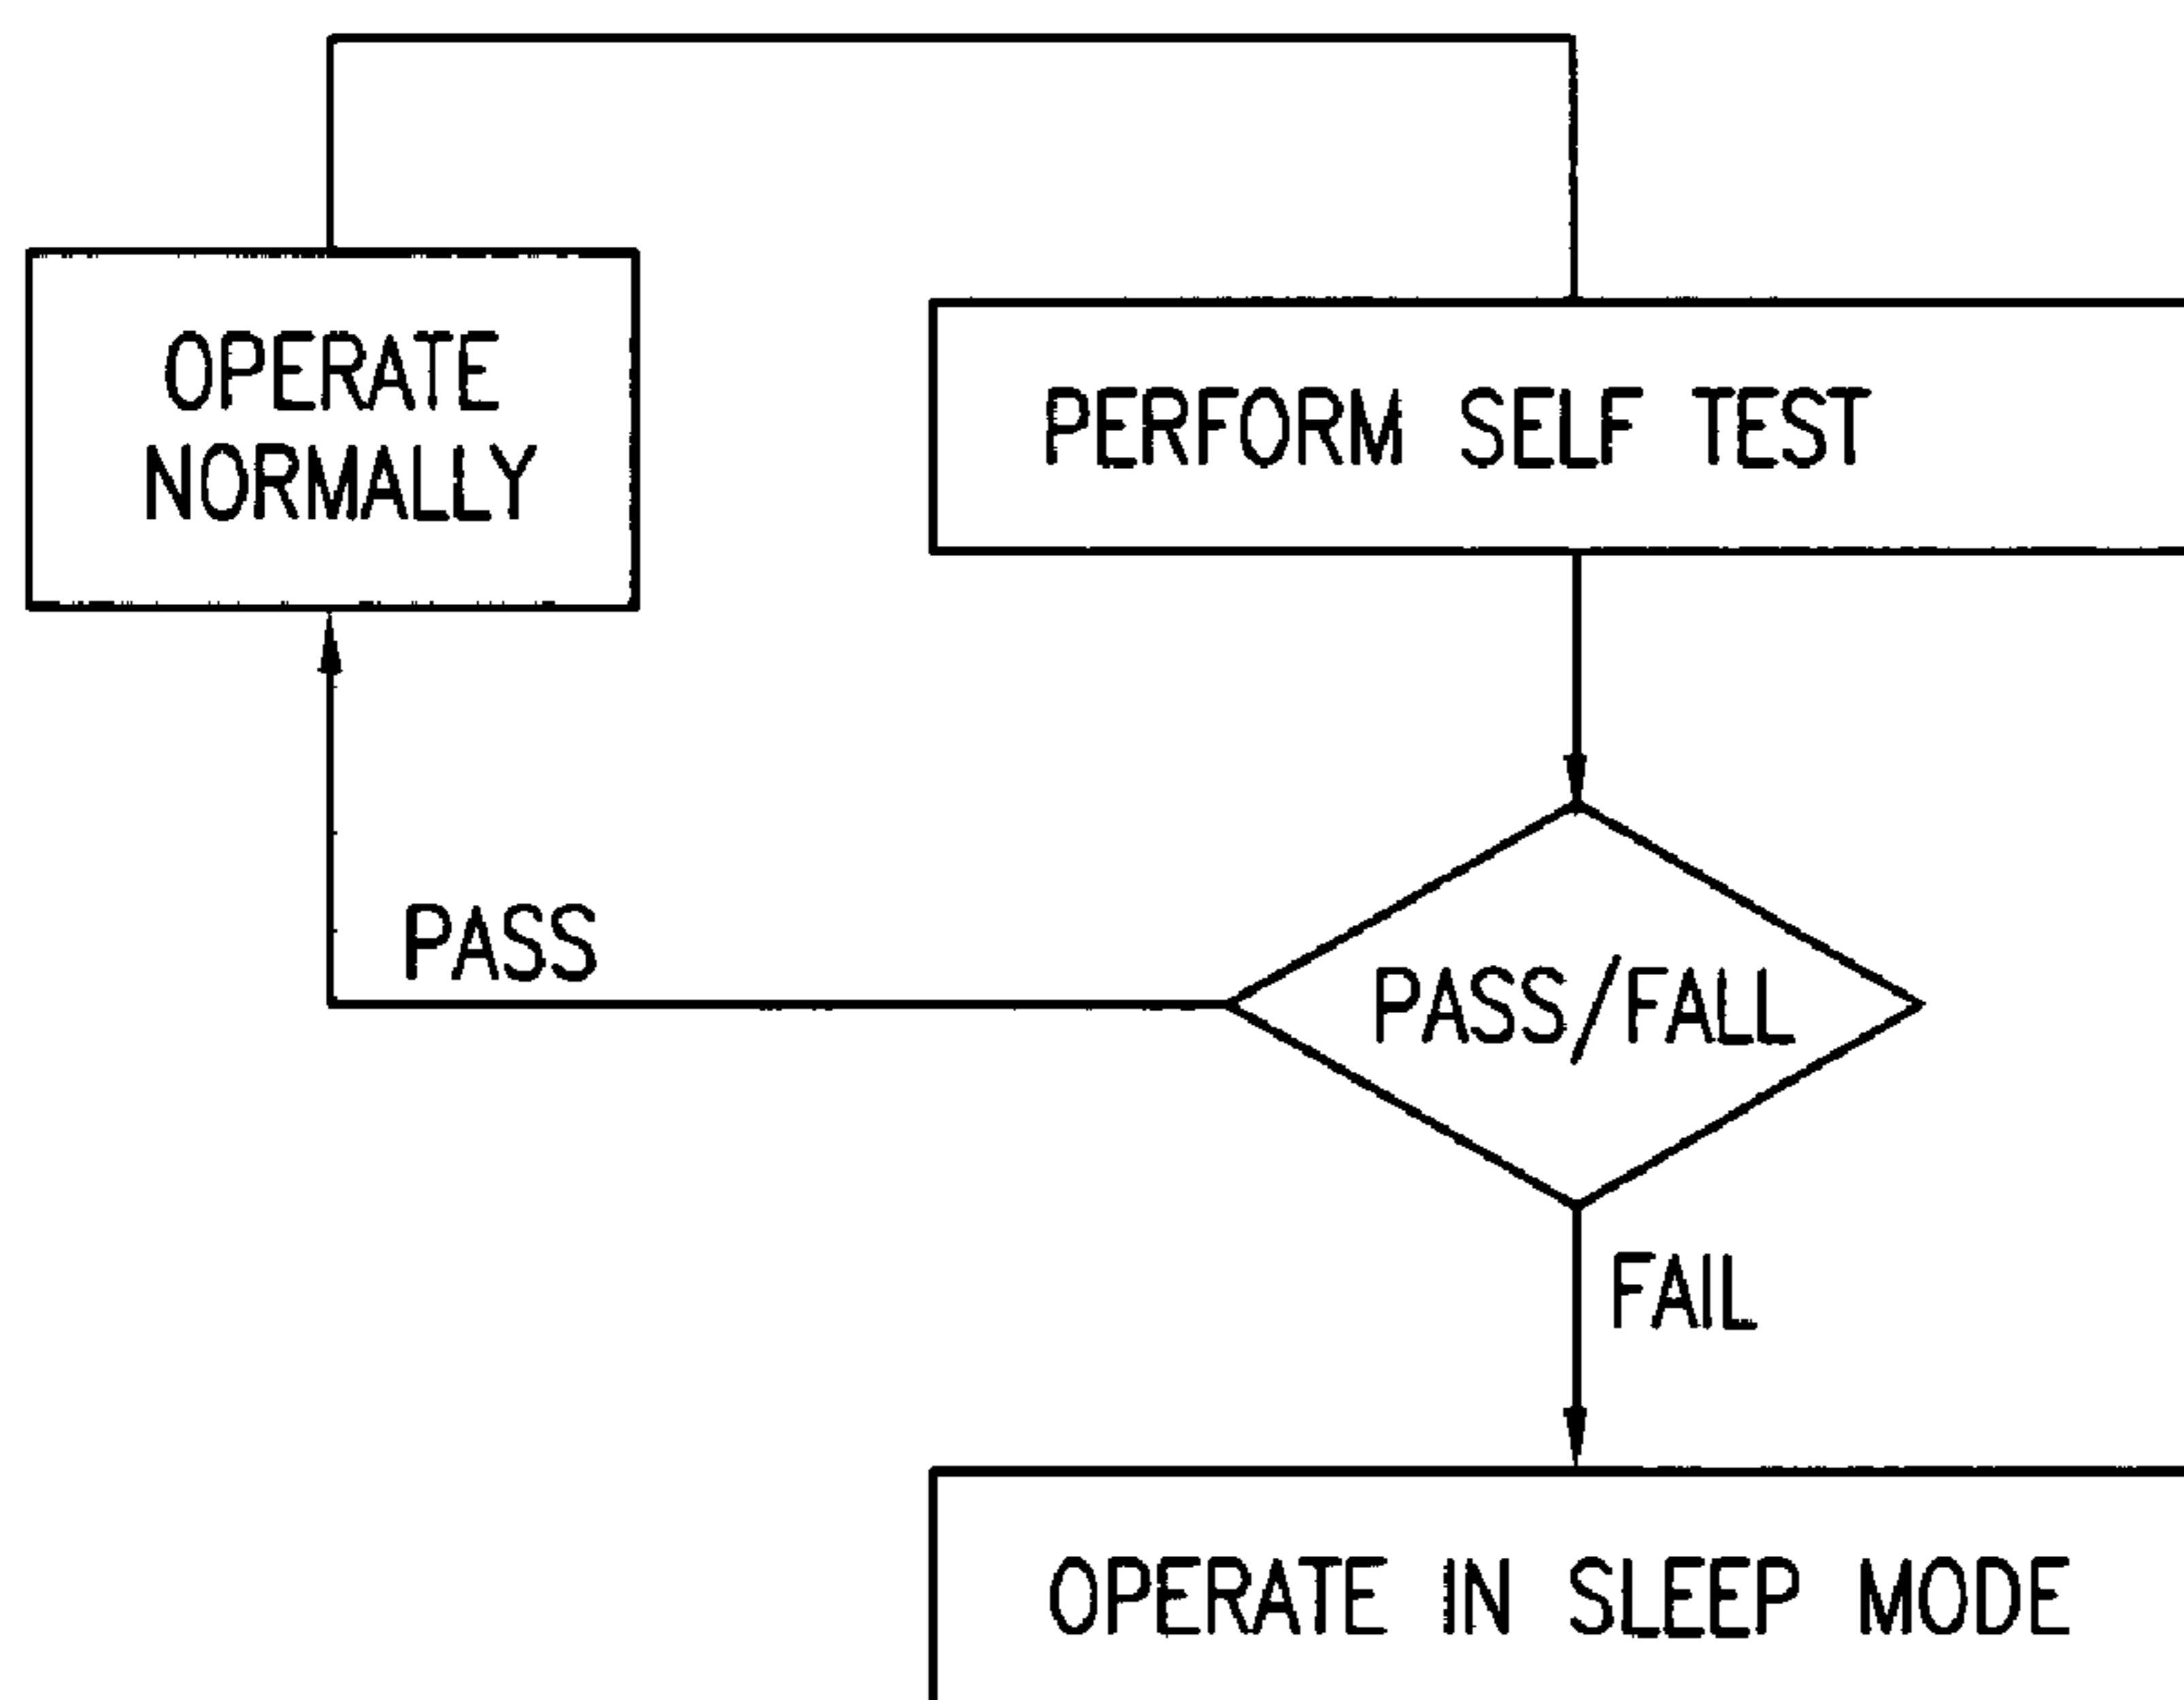 OPERATE
NORMALLY
PERFORM SELF TEST
PASS
PASS/FALL
FAIL
OPERATE IN SLEEP MODE